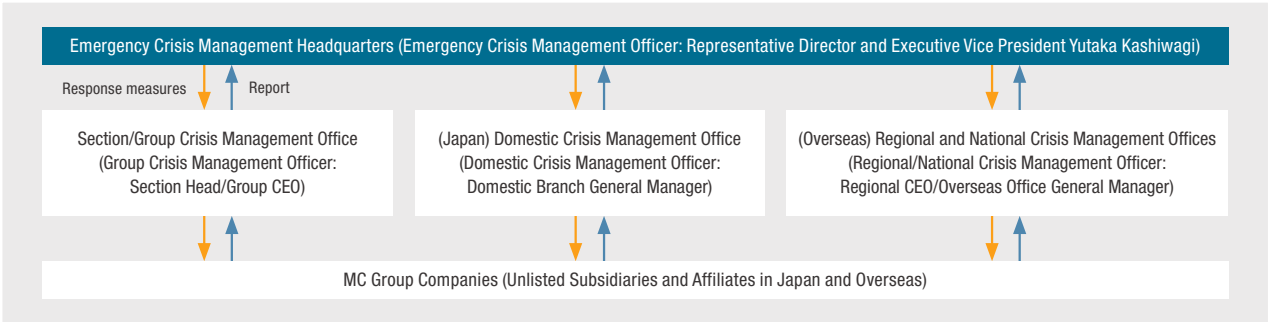 Emergency Crisis Management Headquarters (Emergency Crisis Management Officer: Representative Director and Executive Vice President Yutaka Kashiwagi)
Response measures
Report
Section/Group Crisis Management Office
(Group Crisis Management Officer:
Section Head/Group CEO)
(Japan) Domestic Crisis Management Office
(Domestic Crisis Management Officer:
Domestic Branch General Manager)
(Overseas) Regional and National Crisis Management Offices
(Regional/National Crisis Management Officer:
Regional CEO/Overseas Office General Manager)
MC Group Companies (Unlisted Subsidiaries and Affiliates in Japan and Overseas)